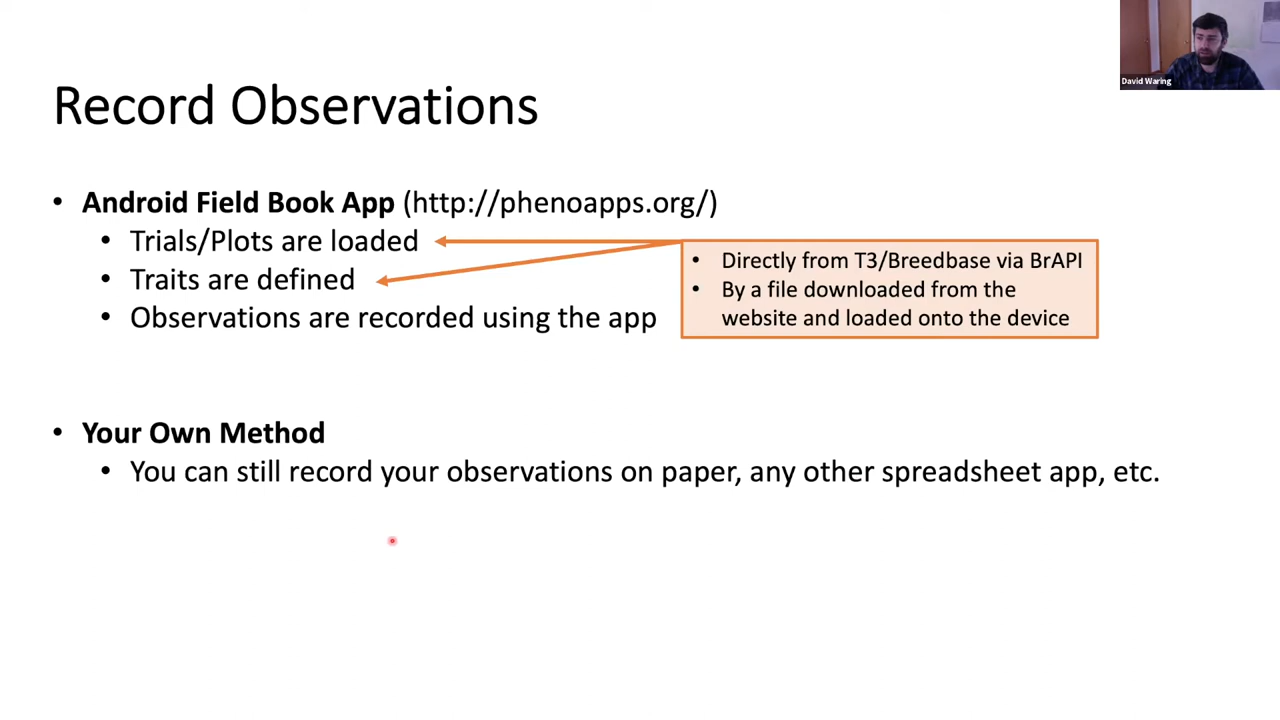 David Waring
Record Observations
• Android Field Book App (http://phenoapps.org/)
• Trials/Plots are loaded
• Traits are defined
• Observations are recorded using the app
• Directly from T3/Breedbase via BrAPI
• By a file downloaded from the
website and loaded onto the device
• Your Own Method
• You can still record your observations on paper, any other spreadsheet app, etc.